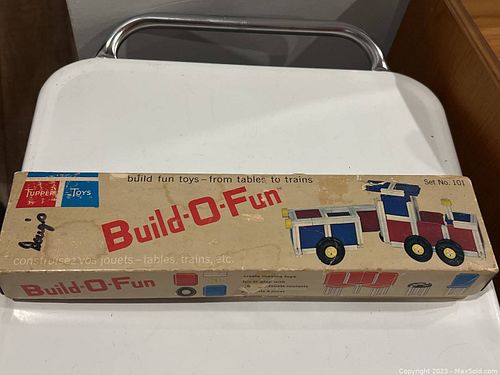 build fun toys–from tables to trains
Set No. 101
TUPPER TOYS
Build-O-Fun™
construisez vos jouets–tables, trains, etc.
Build-O-Fun
Copyright 2023 - MaxSold.com